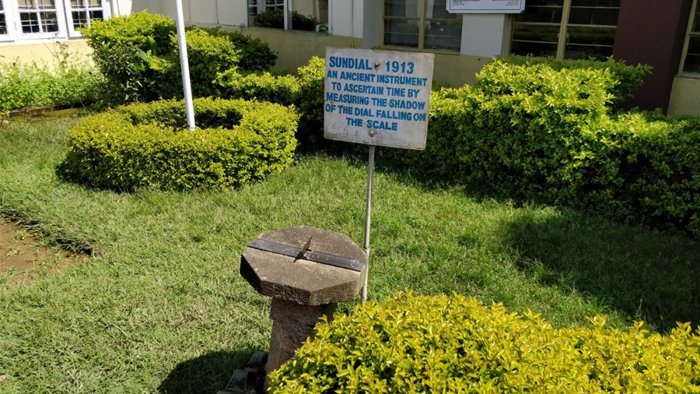 SUNDIAL 1913
AN ANCIENT INSTRUMENT
TO ASCERTAIN TIME BY
MEASURING THE SHADOW
OF THE DIAL FALLING ON
THE SCALE